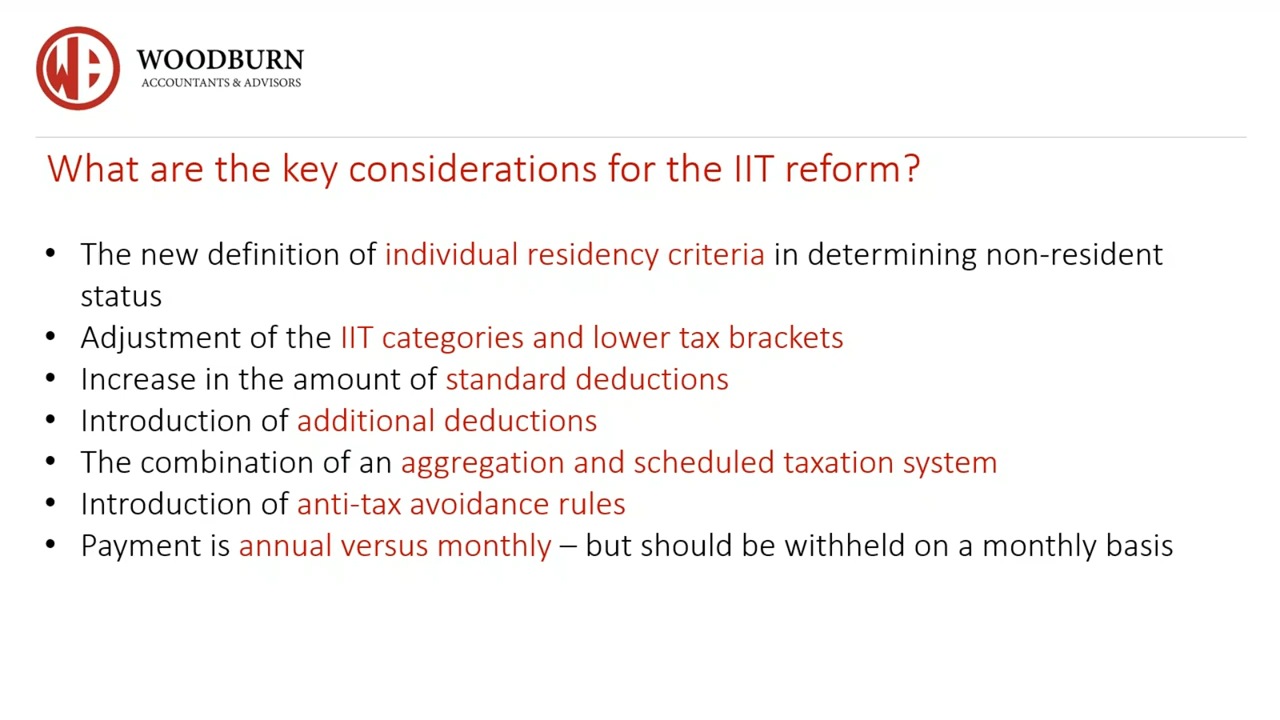 WOODBURN
ACCOUNTANTS & ADVISORS
What are the key considerations for the IIT reform?
• The new definition of individual residency criteria in determining non-resident
status
• Adjustment of the IIT categories and lower tax brackets
• Increase in the amount of standard deductions
• Introduction of additional deductions
• The combination of an aggregation and scheduled taxation system
• Introduction of anti-tax avoidance rules
• Payment is annual versus monthly – but should be withheld on a monthly basis